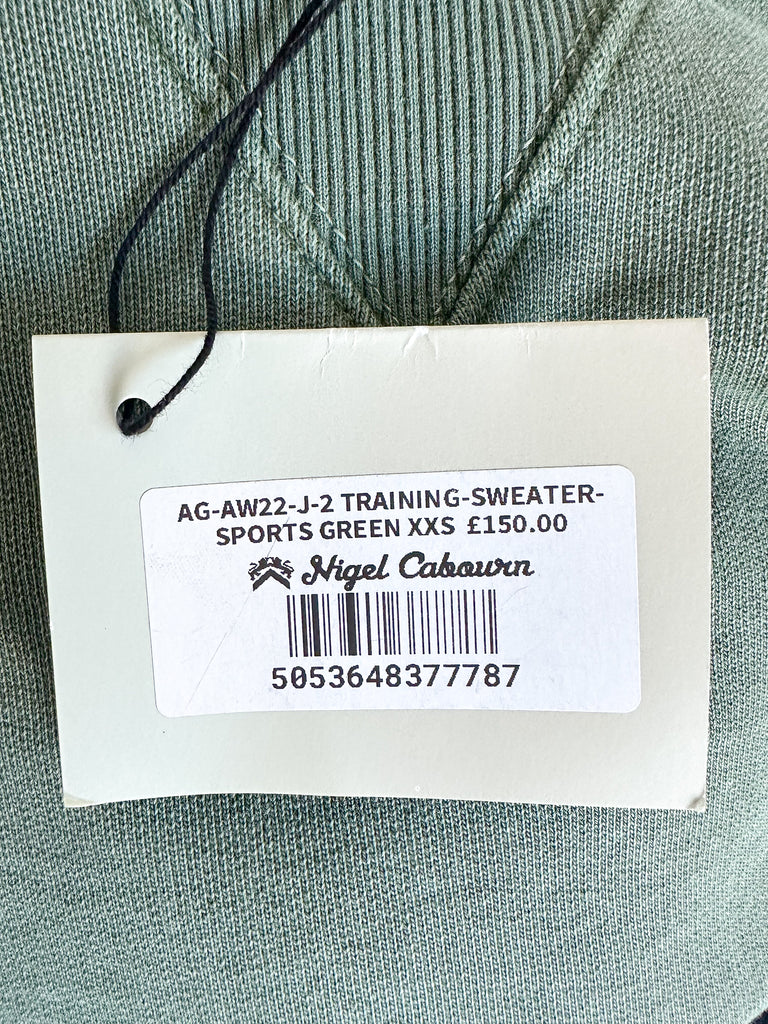 AG-AW22-J-2 TRAINING-SWEATER-
SPORTS GREEN XXS £150.00
Nigel Cabourn
5053648377787